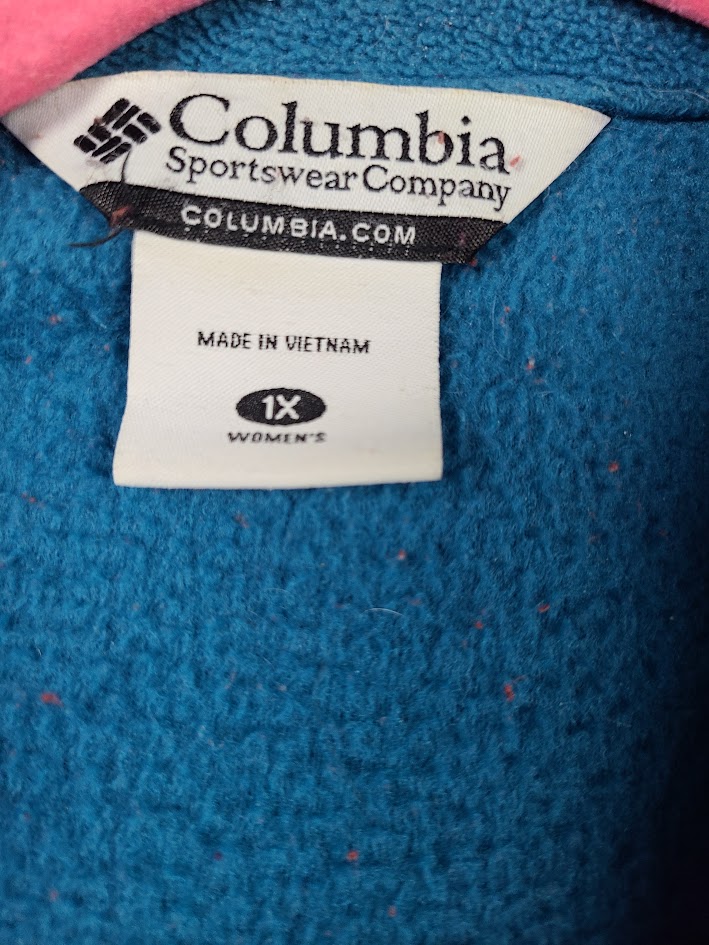 Columbia
Sportswear Company
COLUMBIA.COM
MADE IN VIETNAM
1X
WOMEN'S